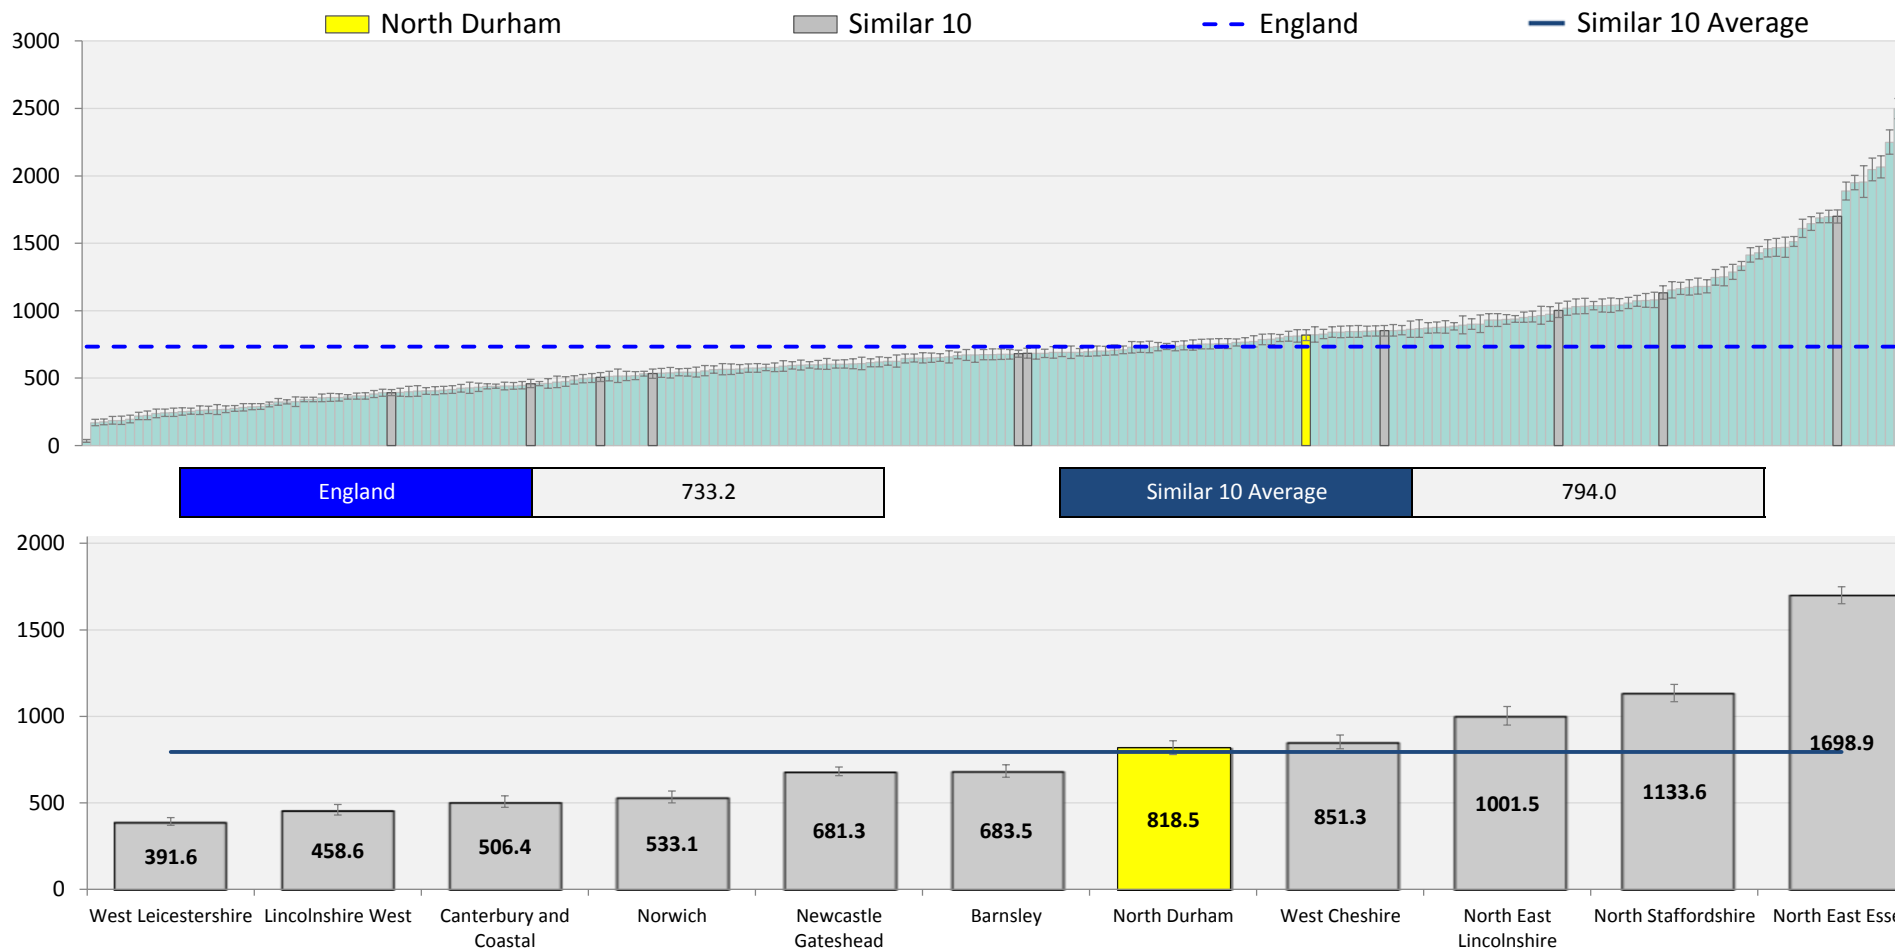 North Durham
Similar 10
England
Similar 10 Average
3000
2500
2000
1500
1000
500
0
England 733.2
Similar 10 Average 794.0
2000
1500
1000
500
0
391.6
458.6
506.4
533.1
681.3
683.5
818.5
851.3
1001.5
1133.6
1698.9
West Leicestershire
Lincolnshire West
Canterbury and
Coastal
Norwich
Newcastle
Gateshead
Barnsley
North Durham
West Cheshire
North East
Lincolnshire
North Staffordshire
North East Esse